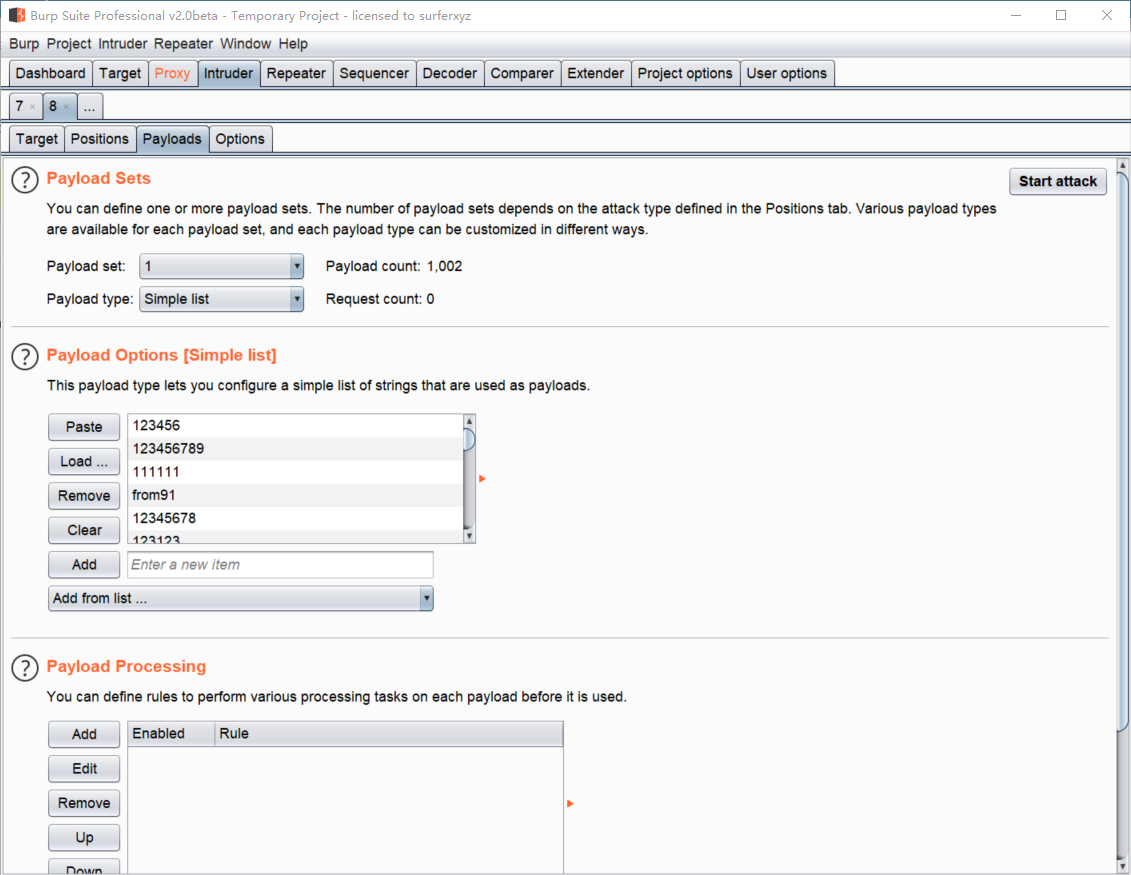 Burp Suite Professional v2.0beta - Temporary Project - licensed to surferxyz
Burp Project Intruder Repeater Window Help
Dashboard Target Proxy Intruder Repeater Sequencer Decoder Comparer Extender Project options User options
7 × 8 × ...
Target Positions Payloads Options
? Payload Sets
Start attack
You can define one or more payload sets. The number of payload sets depends on the attack type defined in the Positions tab. Various payload types
are available for each payload set, and each payload type can be customized in different ways.
Payload set: 1 Payload count: 1,002
Payload type: Simple list Request count: 0
? Payload Options [Simple list]
This payload type lets you configure a simple list of strings that are used as payloads.
Paste 123456
123456789
Load ... 111111
Remove from91
Clear 12345678
123123
Add Enter a new item
Add from list ...
? Payload Processing
You can define rules to perform various processing tasks on each payload before it is used.
Add Enabled Rule
Edit
Remove
Up
Down